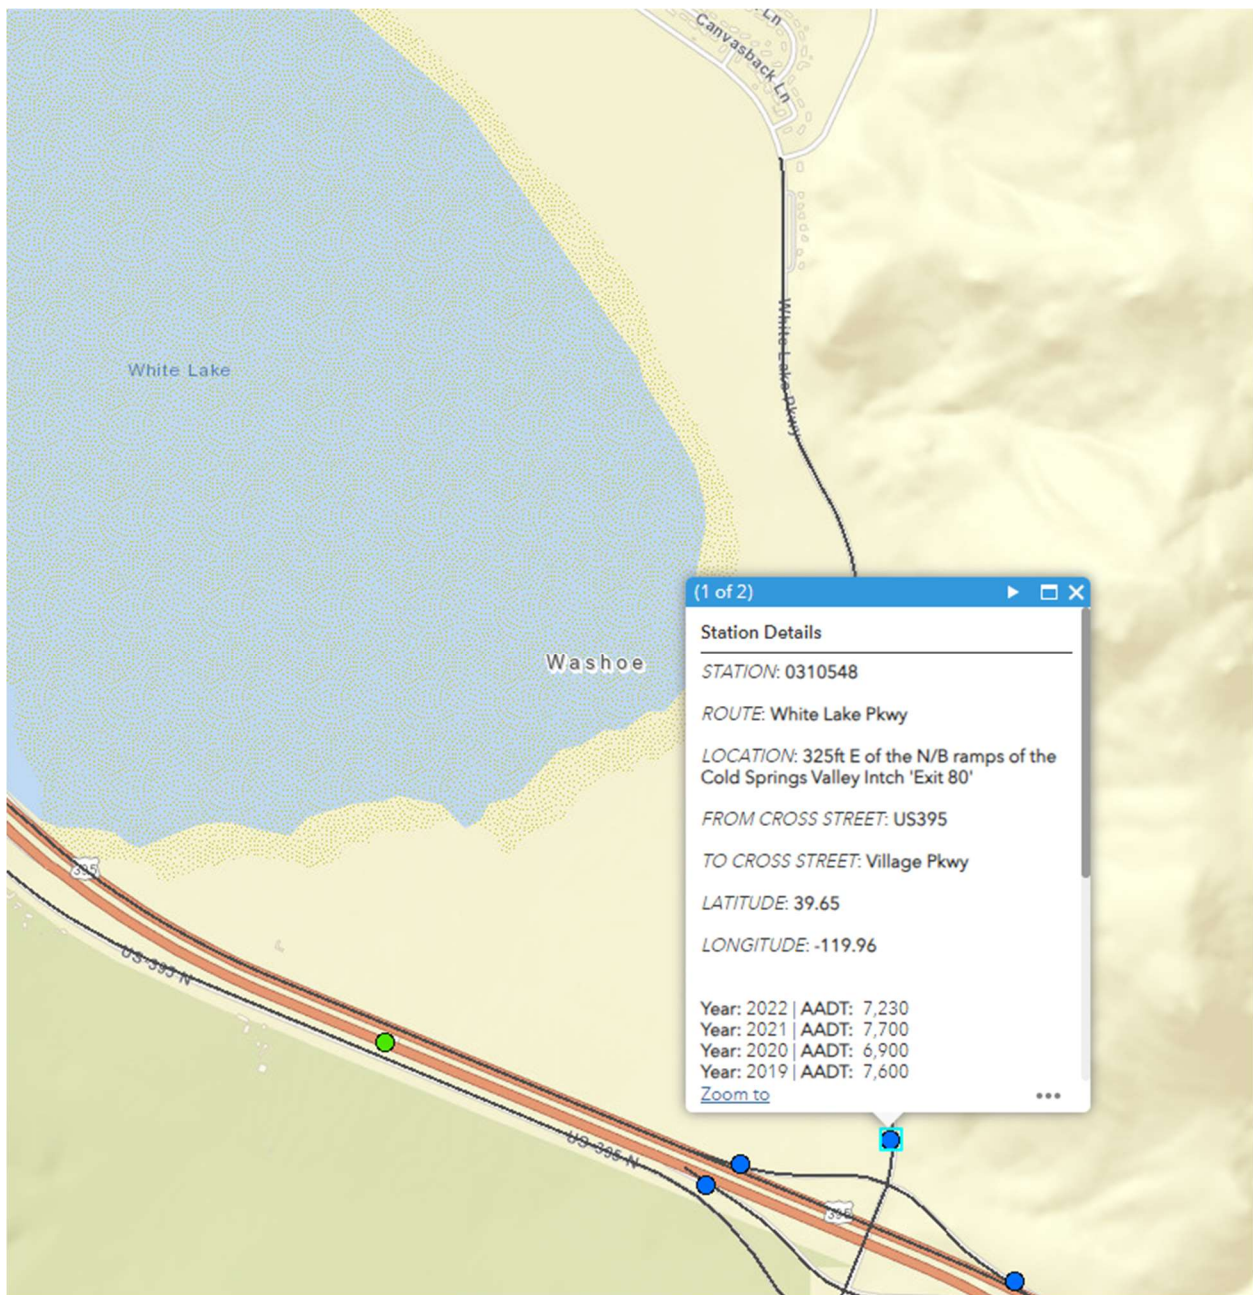 Ln
Canvasback Ln
White Lake Pkwy
White Lake
Washoe
(1 of 2)
Station Details
STATION: 0310548
ROUTE: White Lake Pkwy
LOCATION: 325ft E of the N/B ramps of the
Cold Springs Valley Intch 'Exit 80'
FROM CROSS STREET: US395
TO CROSS STREET: Village Pkwy
LATITUDE: 39.65
LONGITUDE: -119.96
Year: 2022 | AADT: 7,230
Year: 2021 | AADT: 7,700
Year: 2020 | AADT: 6,900
Year: 2019 | AADT: 7,600
Zoom to
395
US-395 N
US-395 N
395